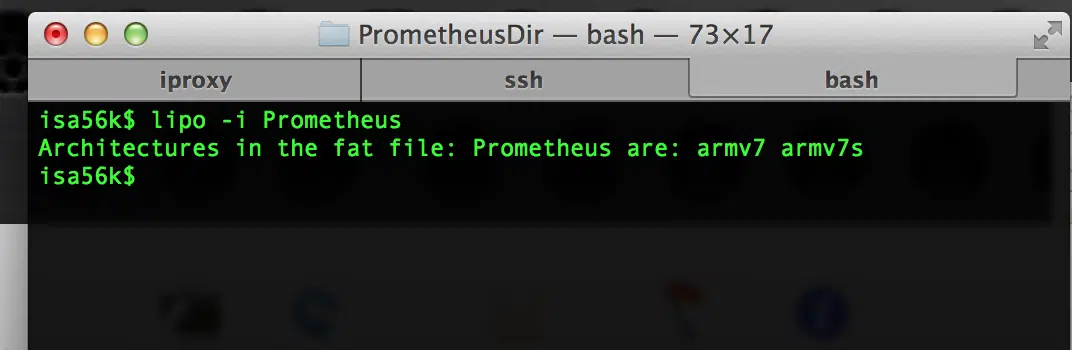 PrometheusDir — bash — 73×17
iproxy
ssh
bash
isa56k$ lipo -i Prometheus
Architectures in the fat file: Prometheus are: armv7 armv7s
isa56k$